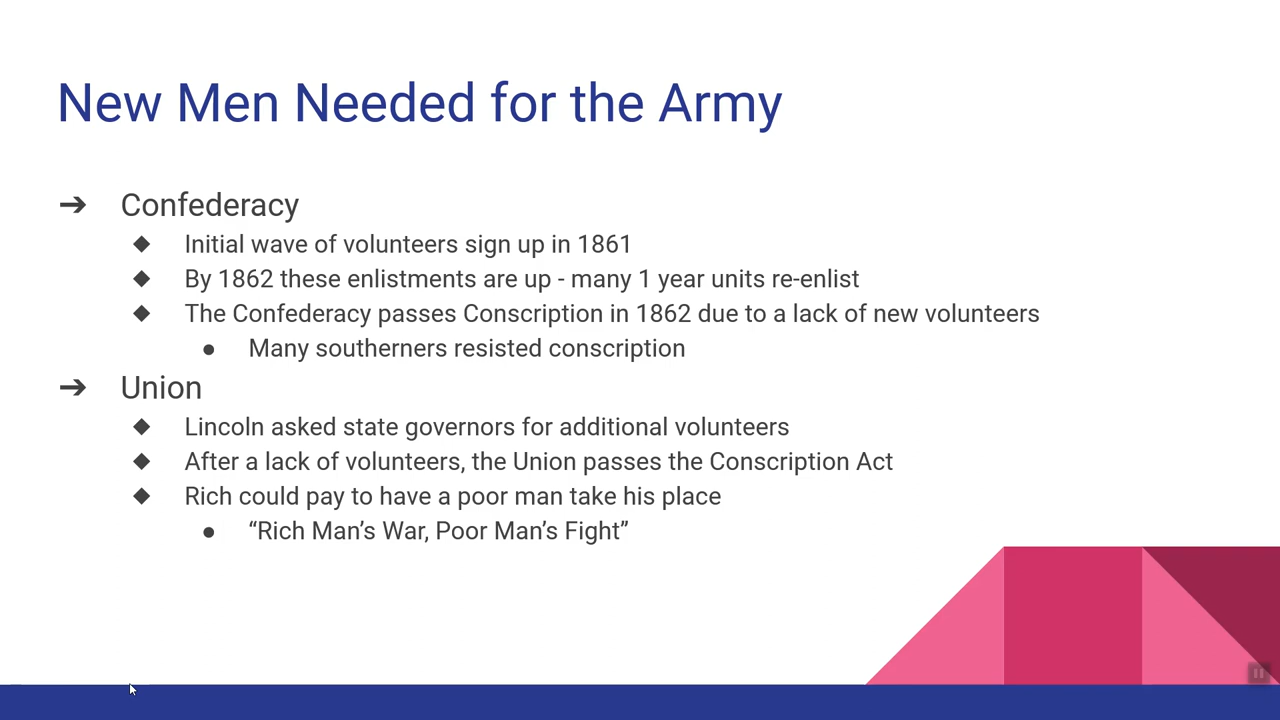 New Men Needed for the Army
➔ Confederacy
◆ Initial wave of volunteers sign up in 1861
◆ By 1862 these enlistments are up - many 1 year units re-enlist
◆ The Confederacy passes Conscription in 1862 due to a lack of new volunteers
● Many southerners resisted conscription
➔ Union
◆ Lincoln asked state governors for additional volunteers
◆ After a lack of volunteers, the Union passes the Conscription Act
◆ Rich could pay to have a poor man take his place
● “Rich Man’s War, Poor Man’s Fight”